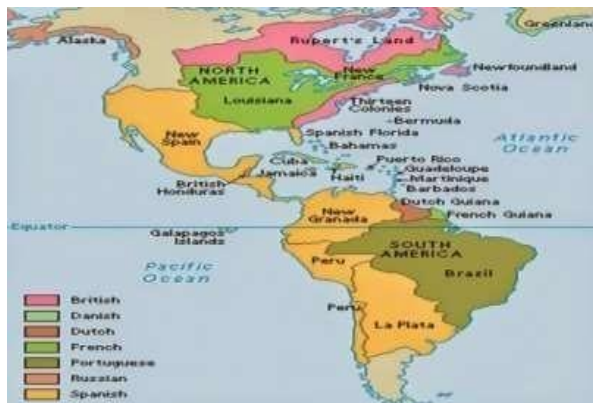 Greenland
Alaska
Rupert's Land
NORTH
AMERICA
New
France
Newfoundland
Nova Scotia
Louisiana
Thirteen
Colonies
Bermuda
New
Spain
Spanish Florida
Bahamas
Atlantic
Ocean
Cuba
Puerto Rico
Jamaica
Haiti
Guadeloupe
Martinique
Barbados
British
Honduras
Dutch Guiana
French Guiana
New
Granada
Equator
Galapagos
Islands
SOUTH
AMERICA
Peru
Brazil
Pacific
Ocean
Peru
La Plata
British
Danish
Dutch
French
Portuguese
Russian
Spanish